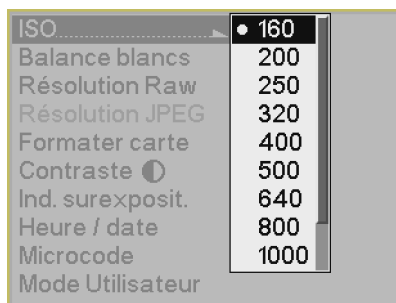 ISO.................... 160
Balance blancs 200
Résolution Raw 250
Résolution JPEG 320
Formater carte 400
Contraste 500
Ind. surexposit. 640
Heure / date 800
Microcode 1000
Mode Utilisateur